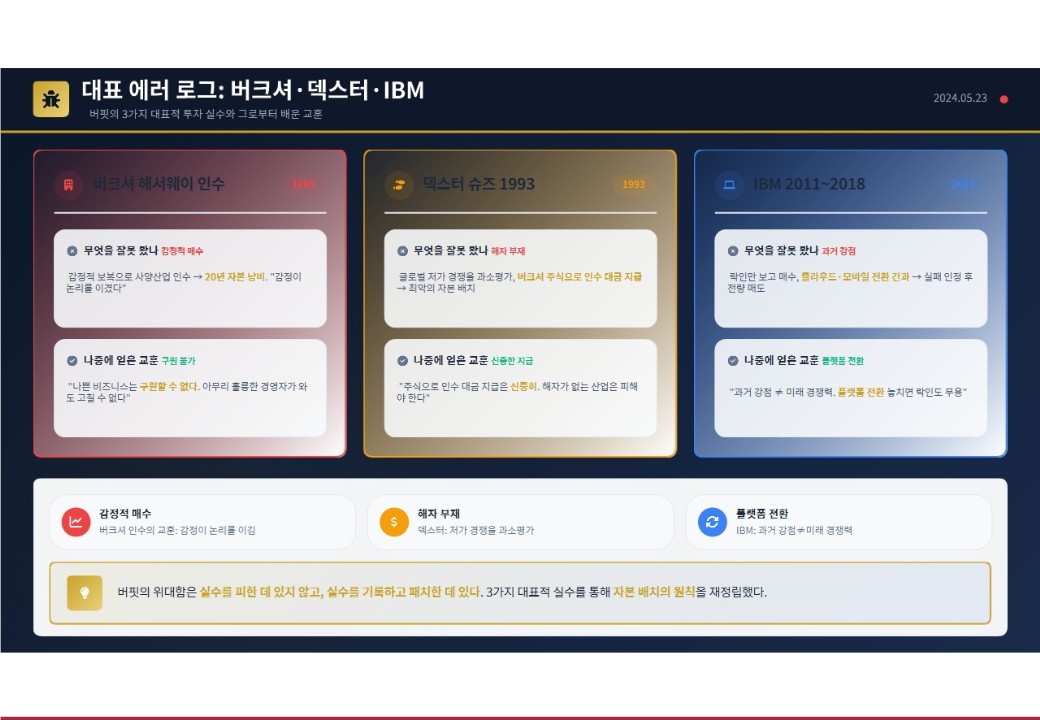 대표 에러 로그: 버크셔·덱스터·IBM
버핏의 3가지 대표적 투자 실수와 그로부터 배운 교훈
2024.05.23
버크셔 해서웨이 인수
1965
무엇을 잘못 봤나 감정적 매수
감정적 보복으로 사양산업 인수 → 20년 자본 낭비. "감정이
논리를 이겼다"
나중에 얻은 교훈 구원 불가
"나쁜 비즈니스는 구원할 수 없다. 아무리 훌륭한 경영자가 와
도 고칠 수 없다"
덱스터 슈즈 1993
1993
무엇을 잘못 봤나 해자 부재
글로벌 저가 경쟁을 과소평가, 버크셔 주식으로 인수 대금 지급
→ 최악의 자본 배치
나중에 얻은 교훈 신중한 지급
"주식으로 인수 대금 지급은 신중히. 해자가 없는 산업은 피해
야 한다"
IBM 2011~2018
무엇을 잘못 봤나 과거 강점
락인만 보고 매수, 클라우드·모바일 전환 간과 → 실패 인정 후
전량 매도
나중에 얻은 교훈 플랫폼 전환
"과거 강점 ≠ 미래 경쟁력. 플랫폼 전환 놓치면 락인도 무용"
감정적 매수
버크셔 인수의 교훈: 감정이 논리를 이김
해자 부재
덱스터: 저가 경쟁을 과소평가
플랫폼 전환
IBM: 과거 강점≠미래 경쟁력
버핏의 위대함은 실수를 피한 데 있지 않고, 실수를 기록하고 패치한 데 있다. 3가지 대표적 실수를 통해 자본 배치의 원칙을 재정립했다.